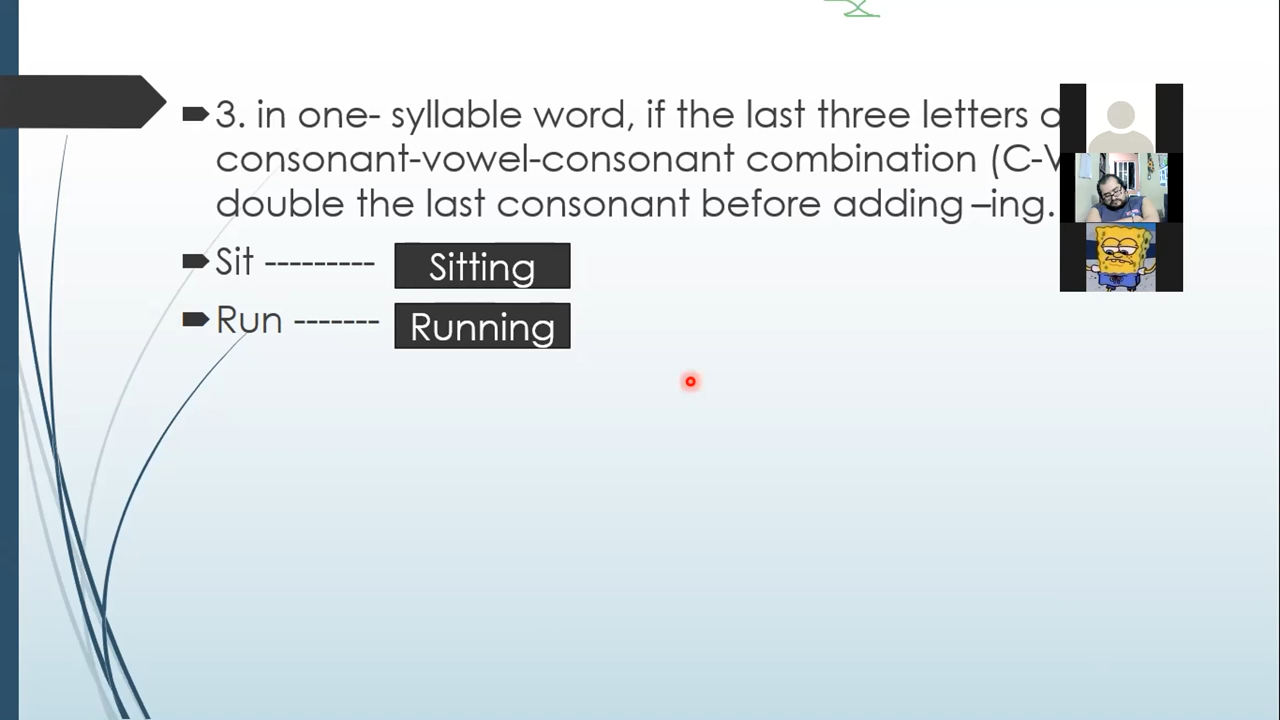 3. in one- syllable word, if the last three letters
consonant-vowel-consonant combination
double the last consonant before adding –ing.
Sit --------- Sitting
Run ------- Running